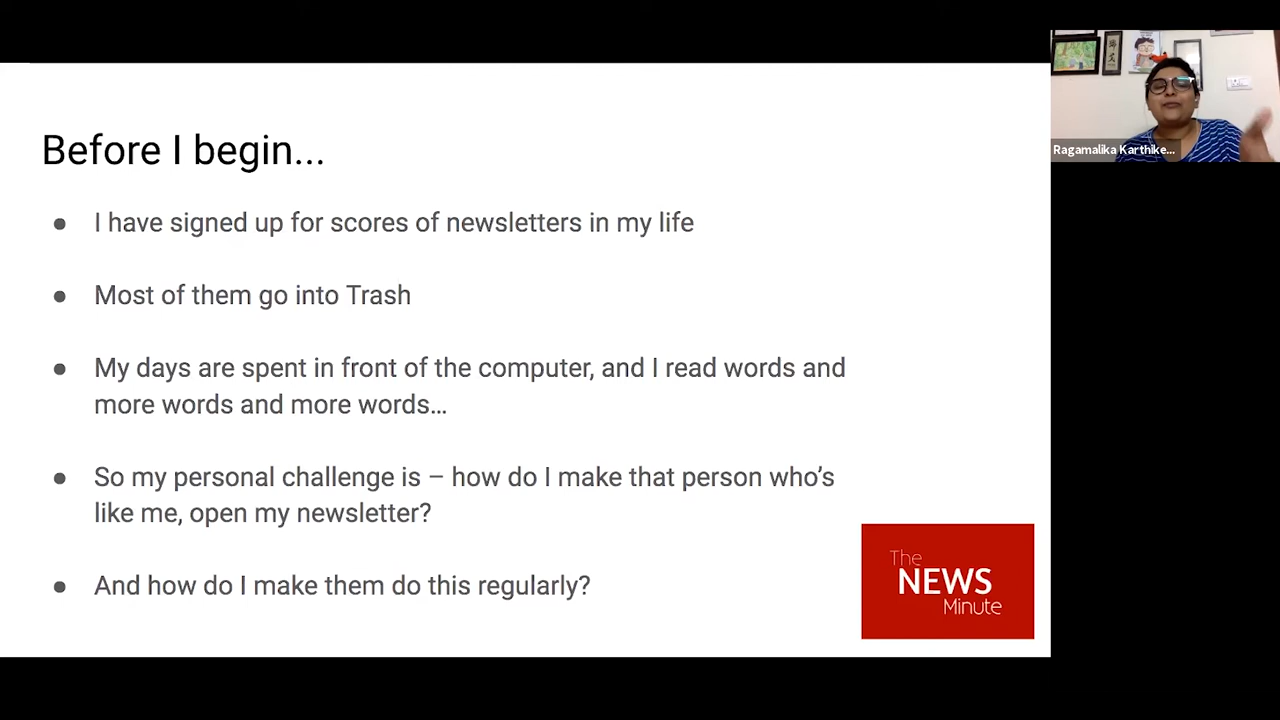 Before I begin...
● I have signed up for scores of newsletters in my life
● Most of them go into Trash
● My days are spent in front of the computer, and I read words and
more words and more words…
● So my personal challenge is – how do I make that person who’s
like me, open my newsletter?
● And how do I make them do this regularly?
The
NEWS
Minute
Ragamalika Karthike...